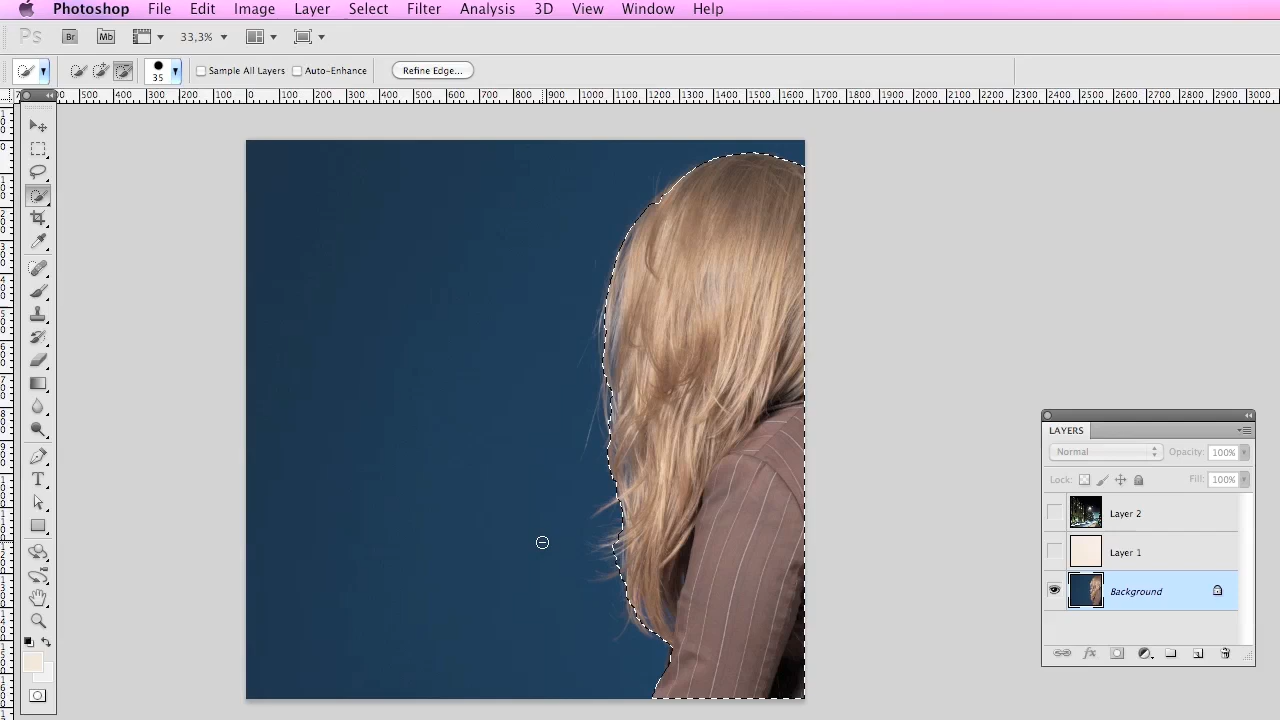 Photoshop File Edit Image Layer Select Filter Analysis 3D View Window Help
Ps Br Mb 33,3%
35 Sample All Layers Auto-Enhance Refine Edge...
500 400 300 200 100 0 100 200 300 400 500 600 700 800 900 1000 1100 1200 1300 1400 1500 1600 1700 1800 1900 2000 2100 2200 2300 2400 2500 2600 2700 2800 2900 3000
LAYERS
Normal Opacity: 100%
Lock: Fill: 100%
Layer 2
Layer 1
Background
T
fx